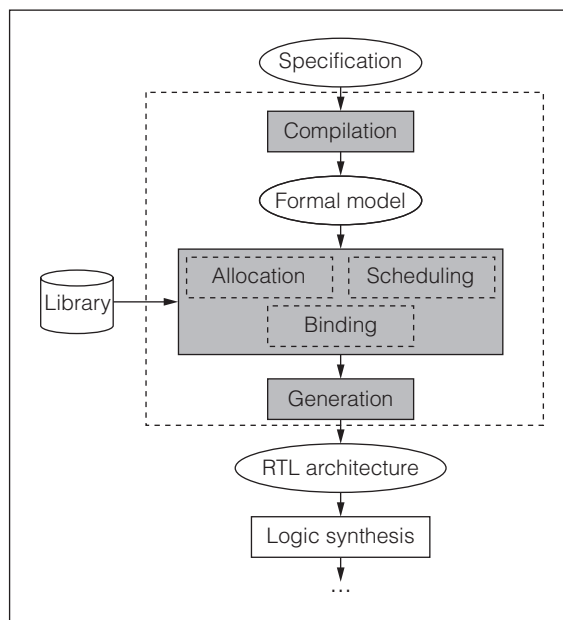 Specification
Compilation
Formal model
Allocation
Scheduling
Library
Binding
Generation
RTL architecture
Logic synthesis
...